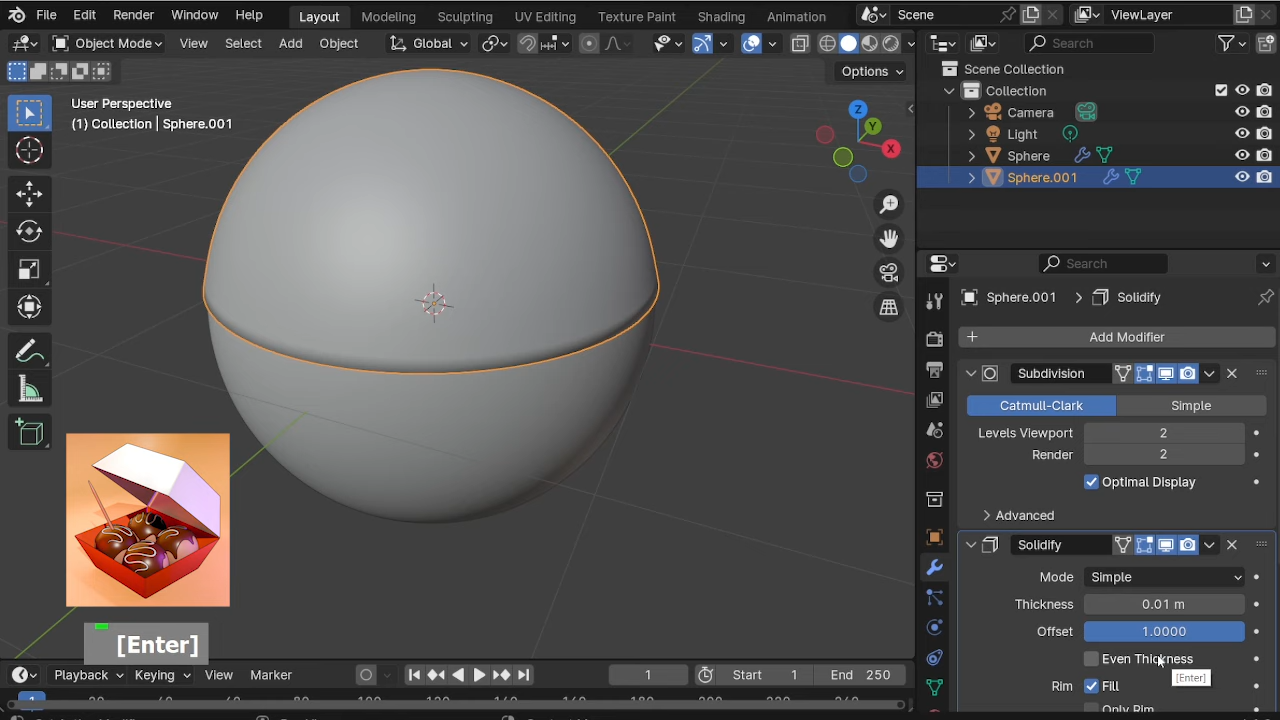 File Edit Render Window Help Layout Modeling Sculpting UV Editing Texture Paint Shading Animation Scene ViewLayer
Object Mode View Select Add Object Global Search
Options
User Perspective
(1) Collection | Sphere.001
Z
Y
X
Scene Collection
Collection
Camera
Light
Sphere
Sphere.001
Search
Sphere.001 > Solidify
Add Modifier
Subdivision
Catmull-Clark Simple
Levels Viewport 2
Render 2
Optimal Display
Advanced
Solidify
Mode Simple
Thickness 0.01 m
Offset 1.0000
Even Thickness
[Enter]
Rim Fill
Only Rim
[Enter]
Playback Keying View Marker 1 Start 1 End 250
1